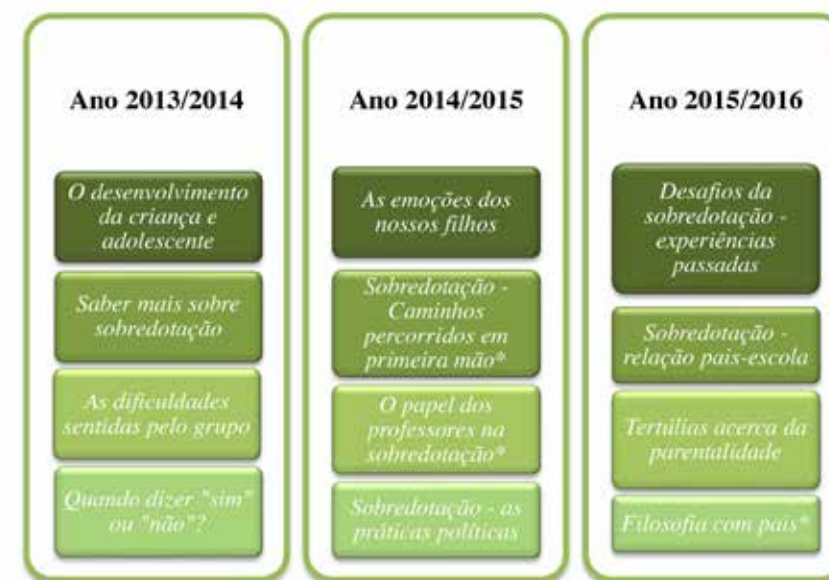 Ano 2013/2014
O desenvolvimento
da criança e
adolescente
Saber mais sobre
sobredotação
As dificuldades
sentidas pelo grupo
Quando dizer "sim"
ou "não"?
Ano 2014/2015
As emoções dos
nossos filhos
Sobredotação -
Caminhos
percorridos em
primeira mão*
O papel dos
professores na
sobredotação*
Sobredotação - as
práticas políticas
Ano 2015/2016
Desafios da
sobredotação -
experiências
passadas
Sobredotação -
relação pais-escola
Tertúlias acerca da
parentalidade
Filosofia com pais*